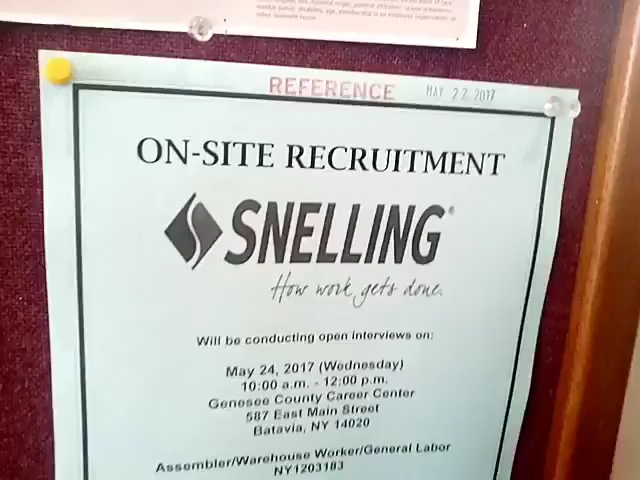 REFERENCE MAY 22 2017
ON-SITE RECRUITMENT
SNELLING®
How work gets done.
Will be conducting open interviews on:
May 24, 2017 (Wednesday)
10:00 a.m. - 12:00 p.m.
Genesee County Career Center
587 East Main Street
Batavia, NY 14020
Assembler/Warehouse Worker/General Labor
NY1203183